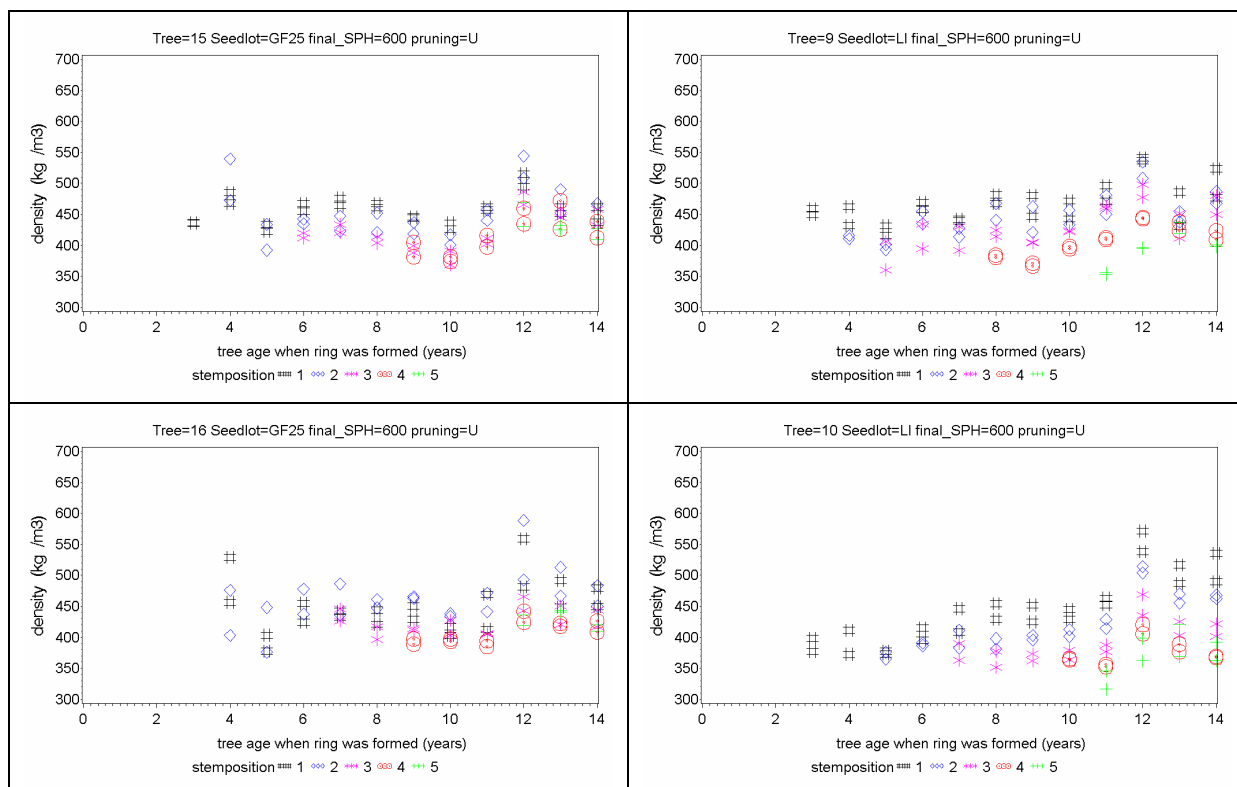 Tree=15 Seedlot=GF25 final_SPH=600 pruning=U
700
650
600
550
500
450
400
350
300
density (kg /m3)
0 2 4 6 8 10 12 14
tree age when ring was formed (years)
stemposition 1 2 3 4 5
Tree=9 Seedlot=LI final_SPH=600 pruning=U
700
650
600
550
500
450
400
350
300
density (kg /m3)
0 2 4 6 8 10 12 14
tree age when ring was formed (years)
stemposition 1 2 3 4 5
Tree=16 Seedlot=GF25 final_SPH=600 pruning=U
700
650
600
550
500
450
400
350
300
density (kg /m3)
0 2 4 6 8 10 12 14
tree age when ring was formed (years)
stemposition 1 2 3 4 5
Tree=10 Seedlot=LI final_SPH=600 pruning=U
700
650
600
550
500
450
400
350
300
density (kg /m3)
0 2 4 6 8 10 12 14
tree age when ring was formed (years)
stemposition 1 2 3 4 5